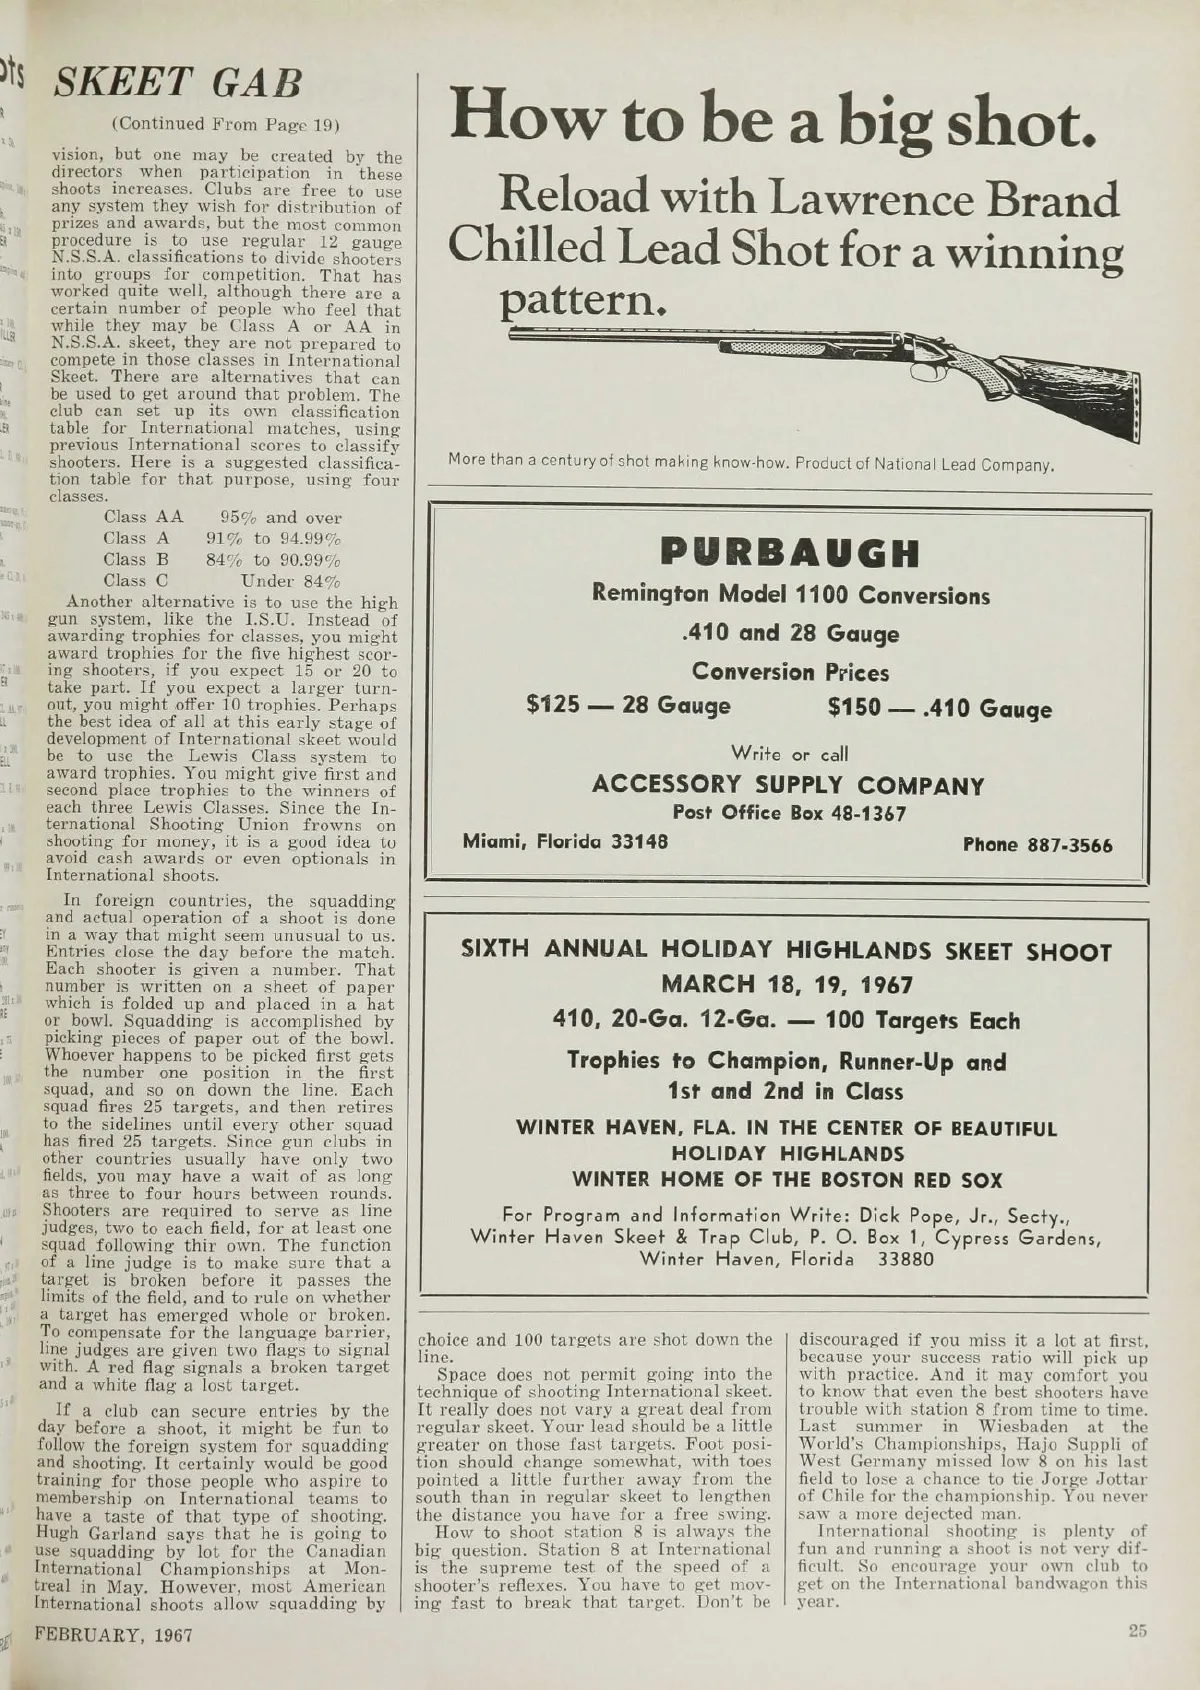 SKEET GAB
(Continued From Page 19)
vision, but one may be created by the
directors when participation in these
shoots increases. Clubs are free to use
any system they wish for distribution of
prizes and awards, but the most common
procedure is to use regular 12 gauge
N.S.S.A. classifications to divide shooters
into groups for competition. That has
worked quite well, although there are a
certain number of people who feel that
while they may be Class A or AA in
N.S.S.A. skeet, they are not prepared to
compete in those classes in International
Skeet. There are alternatives that can
be used to get around that problem. The
club can set up its own classification
table for International matches, using
previous International scores to classify
shooters. Here is a suggested classifica-
tion table for that purpose, using four
classes.
Class AA 95% and over
Class A 91% to 94.99%
Class B 84% to 90.99%
Class C Under 84%
Another alternative is to use the high
gun system, like the I.S.U. Instead of
awarding trophies for classes, you might
award trophies for the five highest scor-
ing shooters, if you expect 15 or 20 to
take part. If you expect a larger turn-
out, you might offer 10 trophies. Perhaps
the best idea of all at this early stage of
development of International skeet would
be to use the Lewis Class system to
award trophies. You might give first and
second place trophies to the winners of
each three Lewis Classes. Since the In-
ternational Shooting Union frowns on
shooting for money, it is a good idea to
avoid cash awards or even optionals in
International shoots.
In foreign countries, the squadding
and actual operation of a shoot is done
in a way that might seem unusual to us.
Entries close the day before the match.
Each shooter is given a number. That
number is written on a sheet of paper
which is folded up and placed in a hat
or bowl. Squadding is accomplished by
picking pieces of paper out of the bowl.
Whoever happens to be picked first gets
the number one position in the first
squad, and so on down the line. Each
squad fires 25 targets, and then retires
to the sidelines until every other squad
has fired 25 targets. Since gun clubs in
other countries usually have only two
fields, you may have a wait of as long
as three to four hours between rounds.
Shooters are required to serve as line
judges, two to each field, for at least one
squad following thir own. The function
of a line judge is to make sure that a
target is broken before it passes the
limits of the field, and to rule on whether
a target has emerged whole or broken.
To compensate for the language barrier,
line judges are given two flags to signal
with. A red flag signals a broken target
and a white flag a lost target.
If a club can secure entries by the
day before a shoot, it might be fun to
follow the foreign system for squadding
and shooting. It certainly would be good
training for those people who aspire to
membership on International teams to
have a taste of that type of shooting.
Hugh Garland says that he is going to
use squadding by lot for the Canadian
International Championships at Mon-
treal in May. However, most American
International shoots allow squadding by
How to be a big shot.
Reload with Lawrence Brand
Chilled Lead Shot for a winning
pattern.
More than a century of shot making know-how. Product of National Lead Company.
PURBAUGH
Remington Model 1100 Conversions
.410 and 28 Gauge
Conversion Prices
$125 — 28 Gauge $150 — .410 Gauge
Write or call
ACCESSORY SUPPLY COMPANY
Post Office Box 48-1367
Miami, Florida 33148 Phone 887-3566
SIXTH ANNUAL HOLIDAY HIGHLANDS SKEET SHOOT
MARCH 18, 19, 1967
410, 20-Ga. 12-Ga. — 100 Targets Each
Trophies to Champion, Runner-Up and
1st and 2nd in Class
WINTER HAVEN, FLA. IN THE CENTER OF BEAUTIFUL
HOLIDAY HIGHLANDS
WINTER HOME OF THE BOSTON RED SOX
For Program and Information Write: Dick Pope, Jr., Secty.,
Winter Haven Skeet & Trap Club, P. O. Box 1, Cypress Gardens,
Winter Haven, Florida 33880
choice and 100 targets are shot down the
line.
Space does not permit going into the
technique of shooting International skeet.
It really does not vary a great deal from
regular skeet. Your lead should be a little
greater on those fast targets. Foot posi-
tion should change somewhat, with toes
pointed a little further away from the
south than in regular skeet to lengthen
the distance you have for a free swing.
How to shoot station 8 is always the
big question. Station 8 at International
is the supreme test of the speed of a
shooter's reflexes. You have to get mov-
ing fast to break that target. Don't be
discouraged if you miss it a lot at first,
because your success ratio will pick up
with practice. And it may comfort you
to know that even the best shooters have
trouble with station 8 from time to time.
Last summer in Wiesbaden at the
World's Championships, Hajo Suppli of
West Germany missed low 8 on his last
field to lose a chance to tie Jorge Jottar
of Chile for the championship. You never
saw a more dejected man.
International shooting is plenty of
fun and running a shoot is not very dif-
ficult. So encourage your own club to
get on the International bandwagon this
year.
FEBRUARY, 1967 25